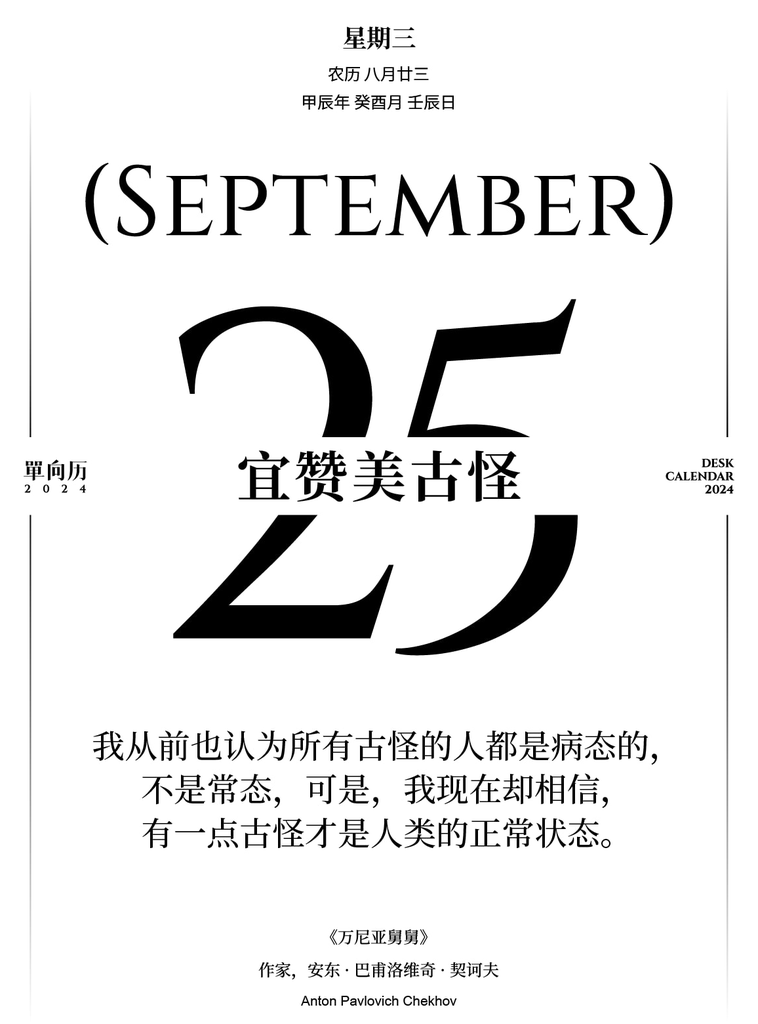 星期三
农历 八月廿三
甲辰年 癸酉月 壬辰日
(SEPTEMBER)
25
單向历
2024
宜赞美古怪
DESK
CALENDAR
2024
我从前也认为所有古怪的人都是病态的，
不是常态，可是，我现在却相信，
有一点古怪才是人类的正常状态。
《万尼亚舅舅》
作家，安东·巴甫洛维奇·契诃夫
Anton Pavlovich Chekhov